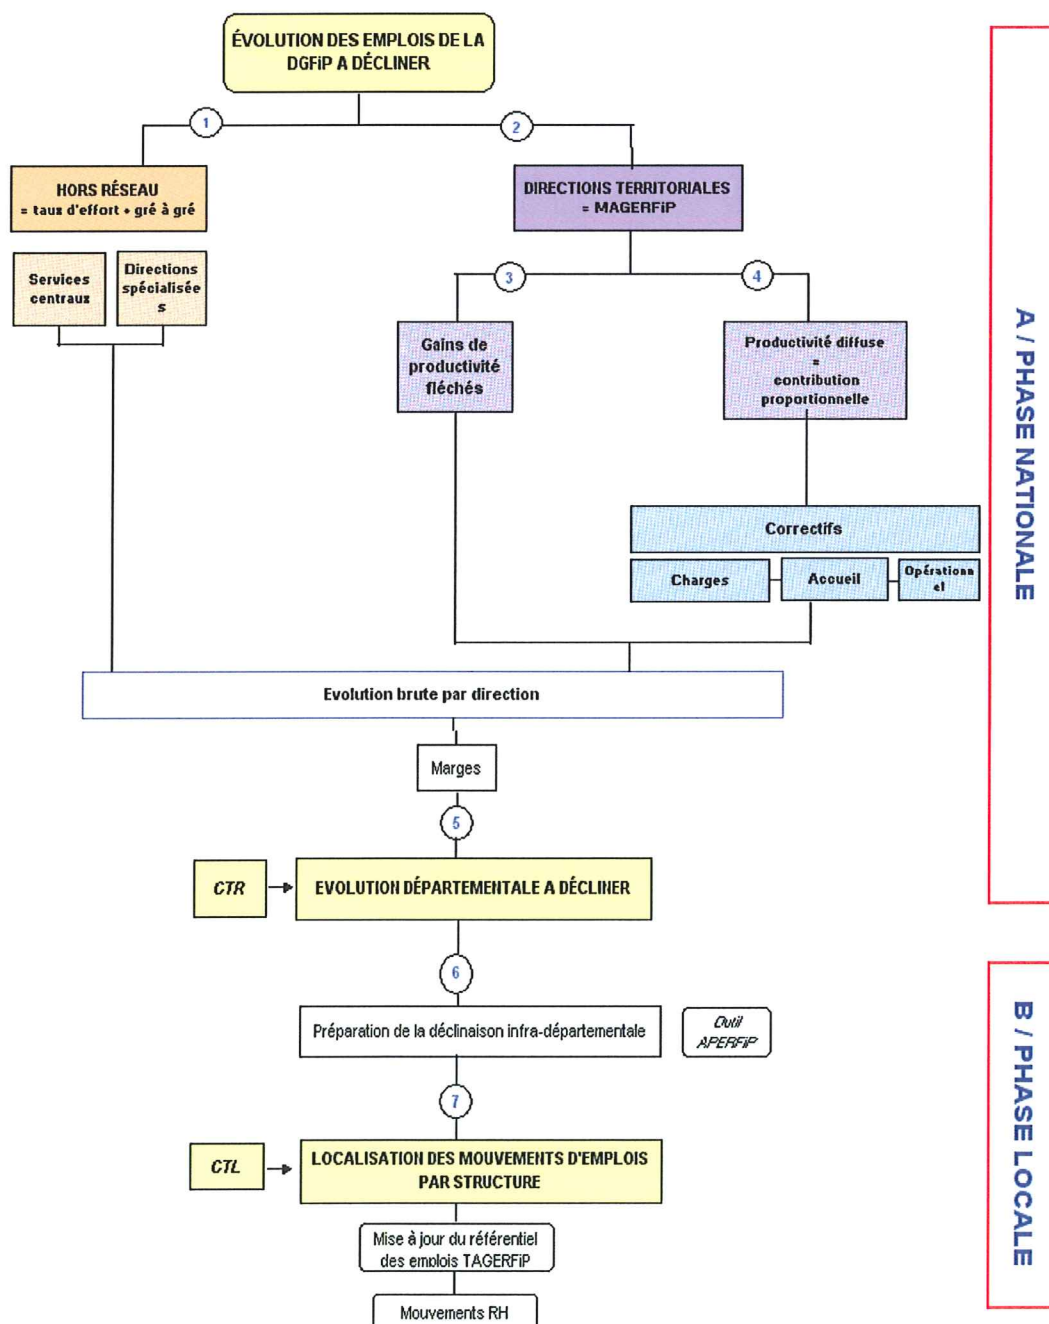 ÉVOLUTION DES EMPLOIS DE LA
DGFiP A DÉCLINER
1
2
HORS RÉSEAU
= taux d'effort + gré à gré
DIRECTIONS TERRITORIALES
= MAGERFiP
Services
centraux
Directions
spécialisée
s
3
4
Gains de
productivité
fléchés
Productivité diffuse
=
contribution
proportionnelle
Correctifs
Charges
Accueil
Opérationn
el
Evolution brute par direction
Marges
5
CTR
EVOLUTION DÉPARTEMENTALE A DÉCLINER
6
Préparation de la déclinaison infra-départementale
Outil
APERFiP
7
CTL
LOCALISATION DES MOUVEMENTS D'EMPLOIS
PAR STRUCTURE
Mise à jour du référentiel
des emplois TAGERFiP
Mouvements RH
A / PHASE NATIONALE
B / PHASE LOCALE